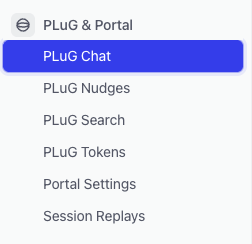 PLuG & Portal
PLuG Chat
PLuG Nudges
PLuG Search
PLuG Tokens
Portal Settings
Session Replays